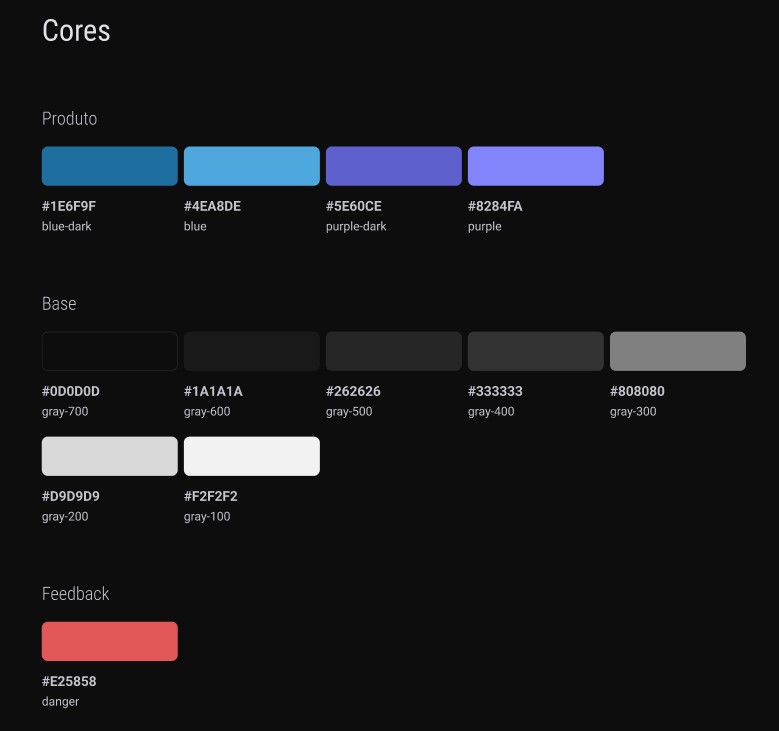 Cores
Produto
#1E6F9F #4EA8DE #5E60CE #8284FA
blue-dark blue purple-dark purple
Base
#0D0D0D #1A1A1A #262626 #333333 #808080
gray-700 gray-600 gray-500 gray-400 gray-300
#D9D9D9 #F2F2F2
gray-200 gray-100
Feedback
#E25858
danger